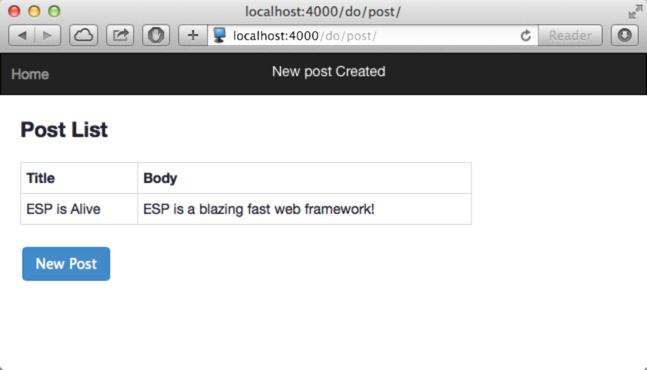 localhost:4000/do/post/
localhost:4000/do/post/
Reader
Home
New post Created
Post List
Title Body
ESP is Alive ESP is a blazing fast web framework!
New Post